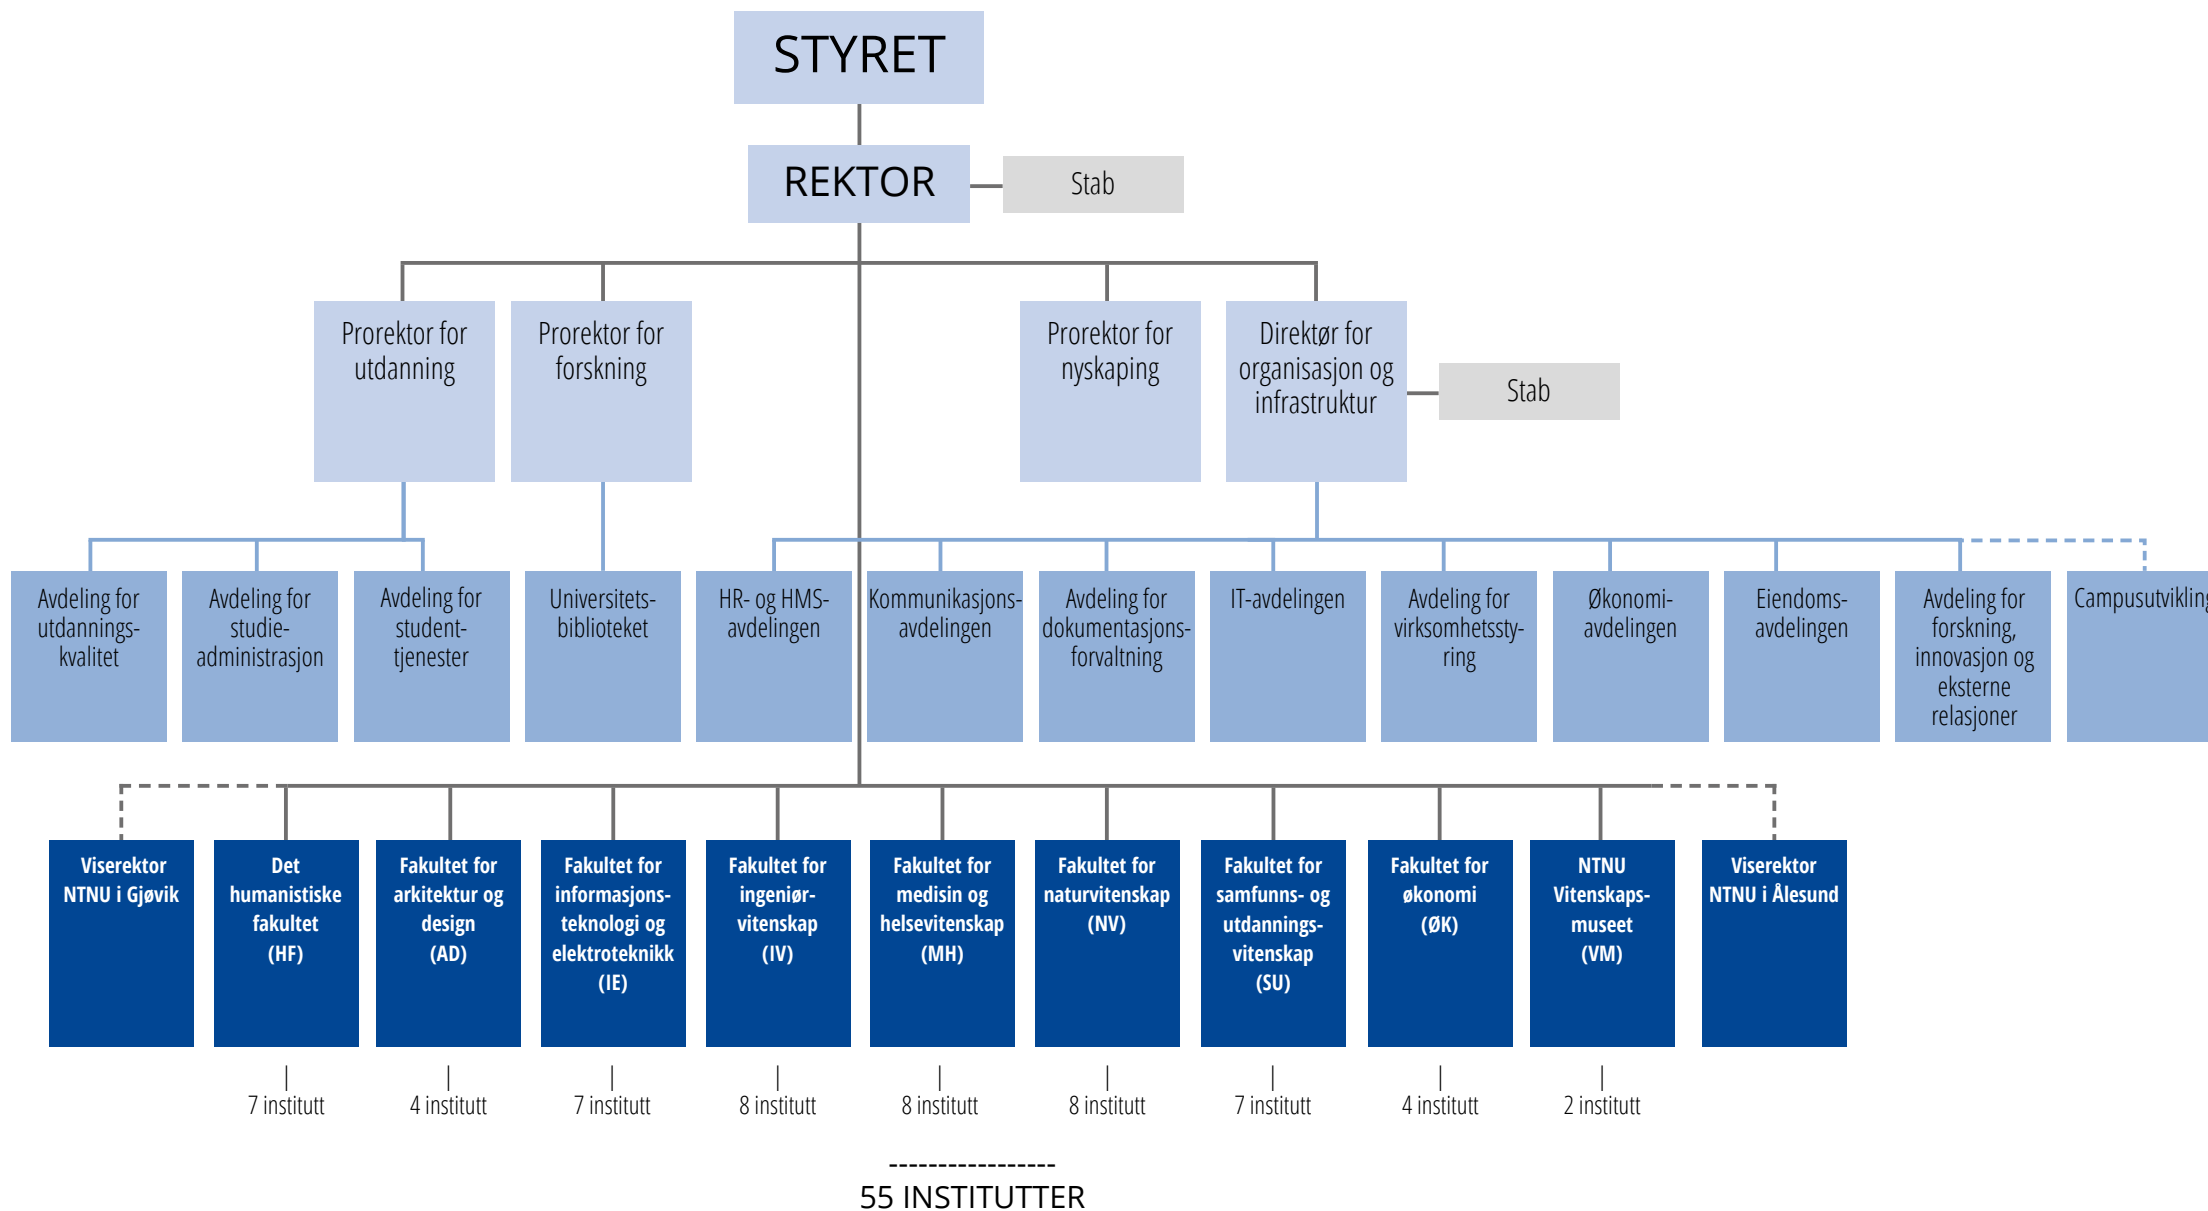 STYRET
REKTOR
Stab
Prorektor for
utdanning
Prorektor for
forskning
Prorektor for
nyskaping
Direktør for
organisasjon og
infrastruktur
Stab
Avdeling for
utdannings-
kvalitet
Avdeling for
studie-
administrasjon
Avdeling for
student-
tjenester
Universitets-
biblioteket
HR- og HMS-
avdelingen
Kommunikasjons-
avdelingen
Avdeling for
dokumentasjons-
forvaltning
IT-avdelingen
Avdeling for
virksomhetssty-
ring
Økonomi-
avdelingen
Eiendoms-
avdelingen
Avdeling for
forskning,
innovasjon og
eksterne
relasjoner
Campusutvikling
Viserektor
NTNU i Gjøvik
Det
humanistiske
fakultet
(HF)
Fakultet for
arkitektur og
design
(AD)
Fakultet for
informasjons-
teknologi og
elektroteknikk
(IE)
Fakultet for
ingeniør-
vitenskap
(IV)
Fakultet for
medisin og
helsevitenskap
(MH)
Fakultet for
naturvitenskap
(NV)
Fakultet for
samfunns- og
utdannings-
vitenskap
(SU)
Fakultet for
økonomi
(ØK)
NTNU
Vitenskaps-
museet
(VM)
Viserektor
NTNU i Ålesund
7 institutt
4 institutt
7 institutt
8 institutt
8 institutt
8 institutt
7 institutt
4 institutt
2 institutt
-----------------
55 INSTITUTTER